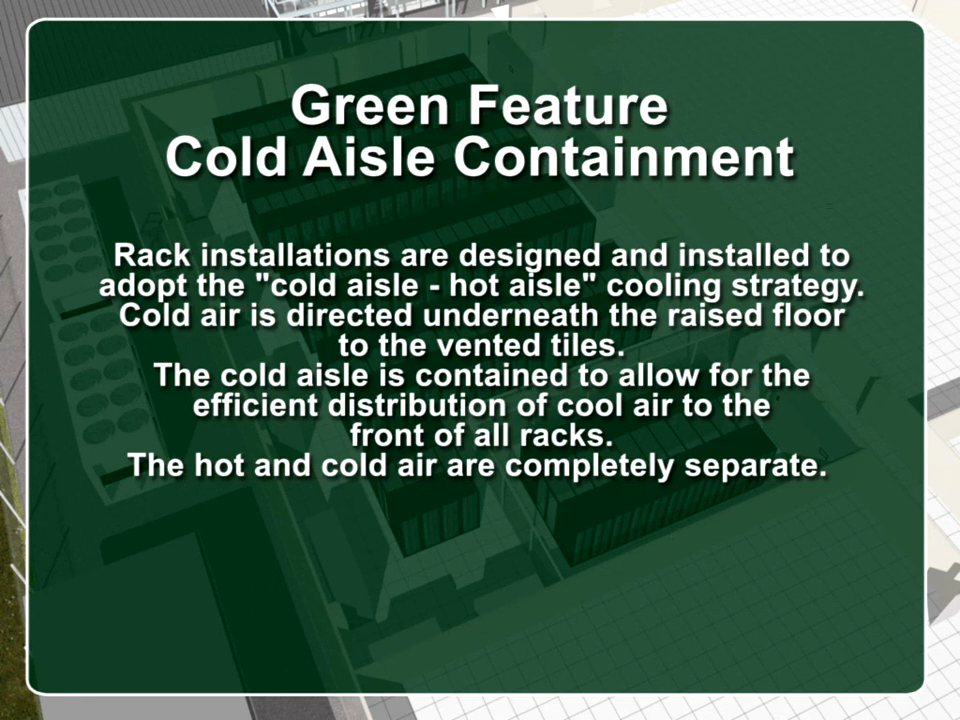 Green Feature
Cold Aisle Containment
Rack installations are designed and installed to
adopt the "cold aisle - hot aisle" cooling strategy.
Cold air is directed underneath the raised floor
to the vented tiles.
The cold aisle is contained to allow for the
efficient distribution of cool air to the
front of all racks.
The hot and cold air are completely separate.